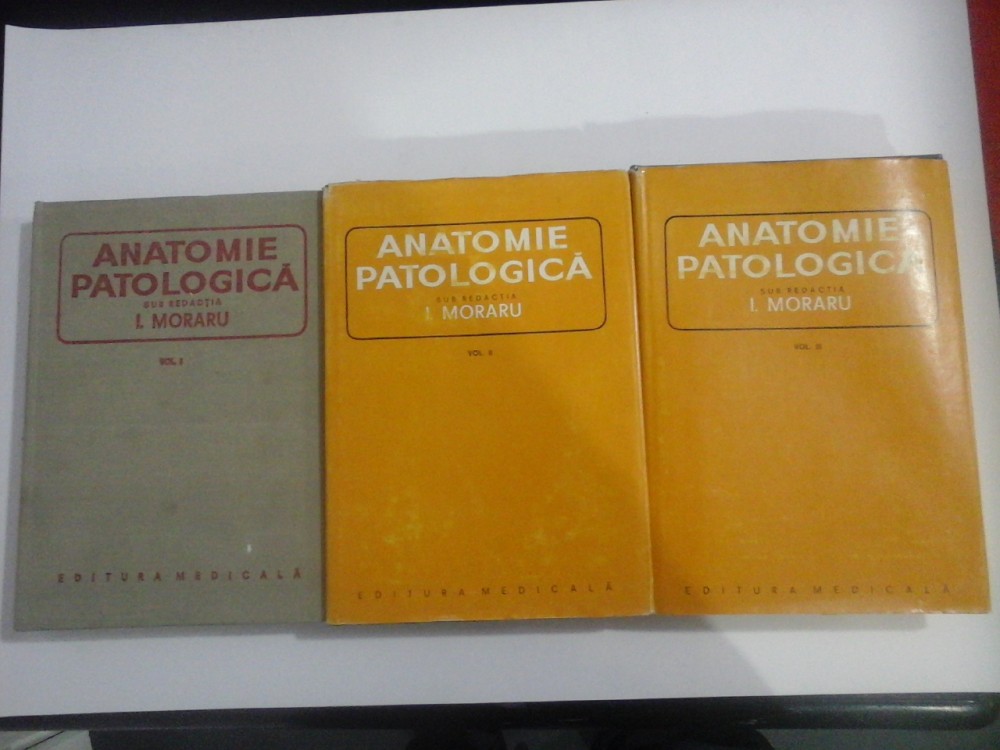 ANATOMIE
PATOLOGICĂ
SUB REDACȚIA
I. MORARU
VOL. I
EDITURA MEDICALĂ
ANATOMIE
PATOLOGICĂ
SUB REDACȚIA
I. MORARU
VOL. II
EDITURA MEDICALĂ
ANATOMIE
PATOLOGICĂ
SUB REDACȚIA
I. MORARU
VOL. III
EDITURA MEDICALĂ